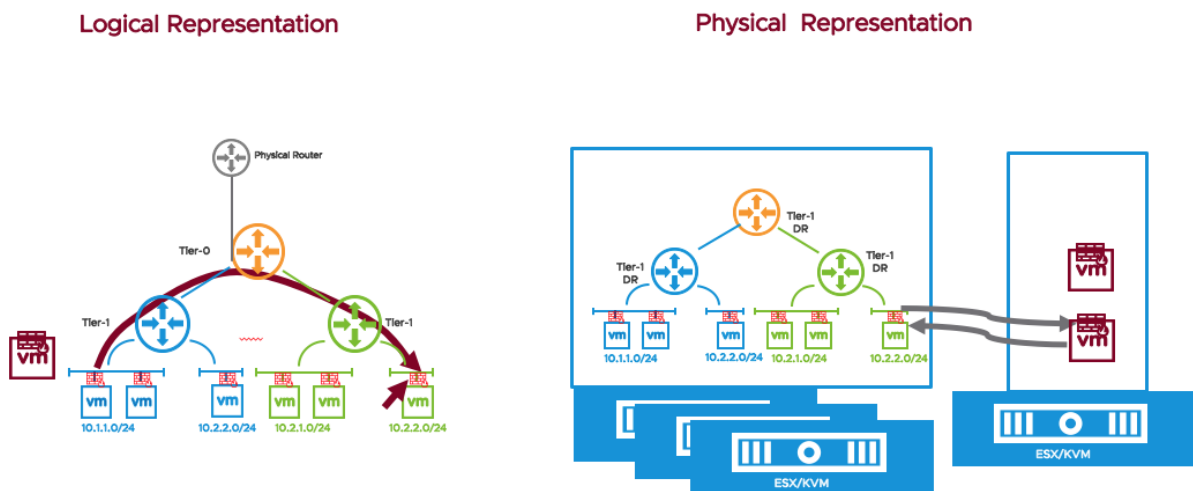 Logical Representation
Physical Representation
Physical Router
Tier-0
Tier-1
Tier-1
vm
vm
vm
vm
vm
vm
vm
10.1.1.0/24
10.2.2.0/24
10.2.1.0/24
10.2.2.0/24
Tier-1
DR
Tier-1
DR
Tier-1
DR
vm
vm
vm
vm
vm
vm
10.1.1.0/24
10.2.2.0/24
10.2.1.0/24
10.2.2.0/24
vm
vm
ESX/KVM
ESX/KVM